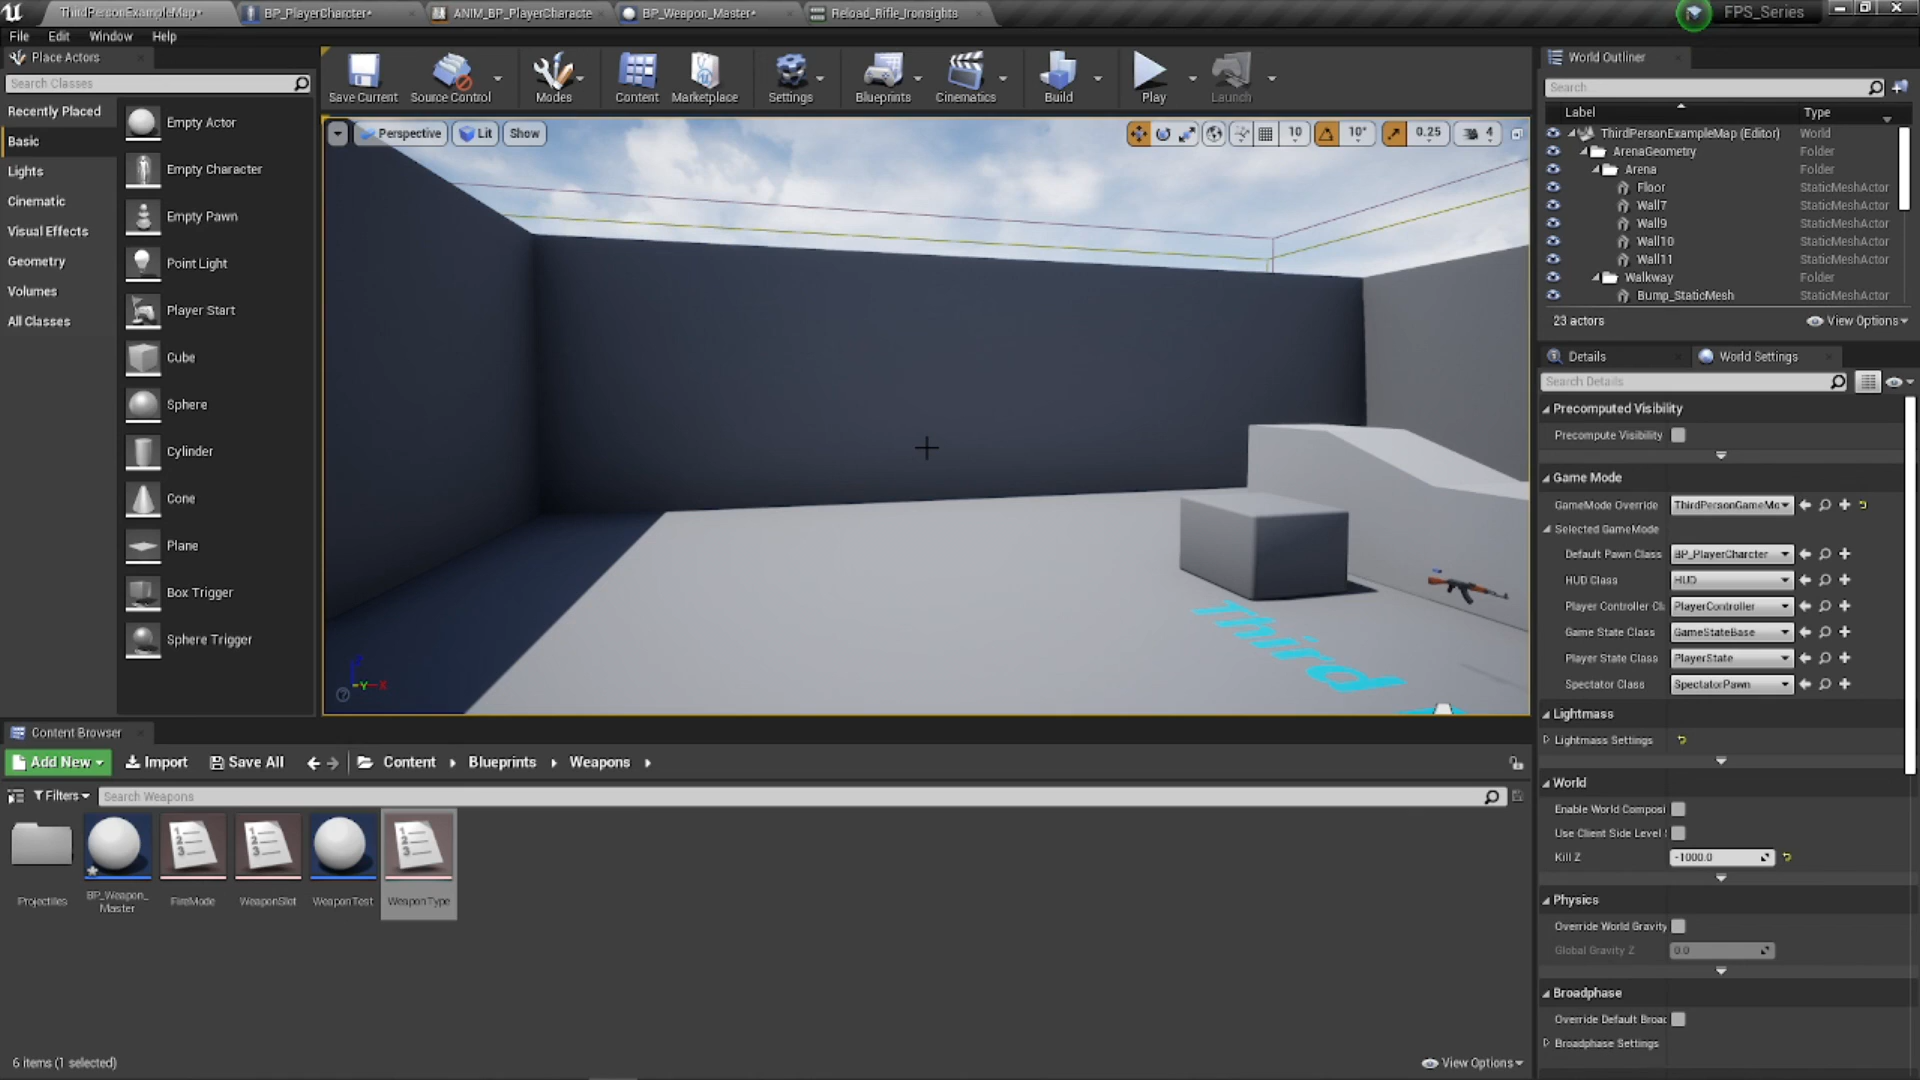 ThirdPersonExampleMap*
BP_PlayerCharcter*
ANIM_BP_PlayerCharacte
BP_Weapon_Master*
Reload_Rifle_Ironsights
FPS_Series
File Edit Window Help
Place Actors
Search Classes
Recently Placed
Basic
Lights
Cinematic
Visual Effects
Geometry
Volumes
All Classes
Empty Actor
Empty Character
Empty Pawn
Point Light
Player Start
Cube
Sphere
Cylinder
Cone
Plane
Box Trigger
Sphere Trigger
Save Current
Source Control
Modes
Content
Marketplace
Settings
Blueprints
Cinematics
Build
Play
Launch
Perspective
Lit
Show
10
10°
0.25
4
Third
Y X
World Outliner
Search
Label Type
ThirdPersonExampleMap (Editor) World
ArenaGeometry Folder
Arena Folder
Floor StaticMeshActor
Wall7 StaticMeshActor
Wall9 StaticMeshActor
Wall10 StaticMeshActor
Wall11 StaticMeshActor
Walkway Folder
Bump_StaticMesh StaticMeshActor
23 actors
View Options
Details
World Settings
Search Details
Precomputed Visibility
Precompute Visibility
Game Mode
GameMode Override ThirdPersonGameMo
Selected GameMode
Default Pawn Class BP_PlayerCharcter
HUD Class HUD
Player Controller Cl PlayerController
Game State Class GameStateBase
Player State Class PlayerState
Spectator Class SpectatorPawn
Lightmass
Lightmass Settings
World
Enable World Composi
Use Client Side Level
Kill Z -1000.0
Physics
Override World Gravity
Global Gravity Z 0.0
Broadphase
Override Default Broad
Broadphase Settings
Content Browser
Add New Import Save All Content Blueprints Weapons
Filters Search Weapons
Projectiles
BP_Weapon_
Master
FireMode
WeaponSlot
WeaponTest
WeaponType
6 items (1 selected)
View Options